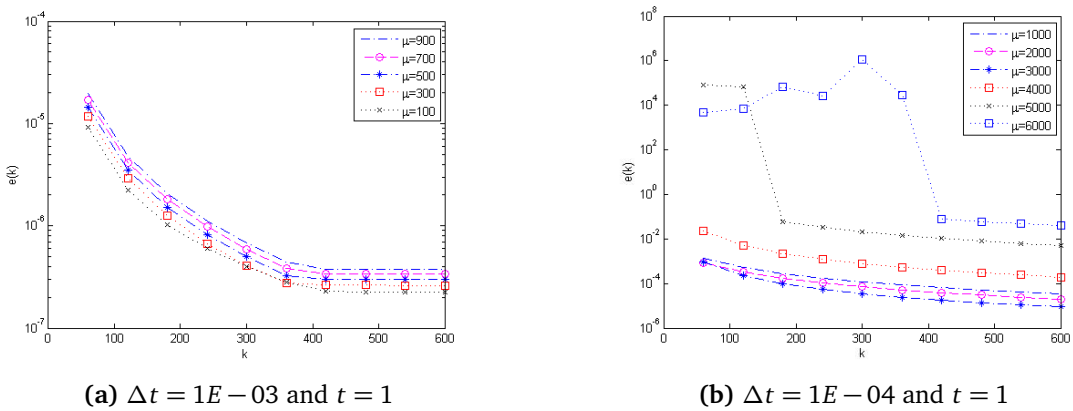 10^-4
10^-5
10^-6
10^-7
e(k)
0 100 200 300 400 500 600
k
μ=900
μ=700
μ=500
μ=300
μ=100
(a) Δt = 1E − 03 and t = 1
10^8
10^6
10^4
10^2
10^0
10^-2
10^-4
10^-6
e(k)
0 100 200 300 400 500 600
k
μ=1000
μ=2000
μ=3000
μ=4000
μ=5000
μ=6000
(b) Δt = 1E − 04 and t = 1